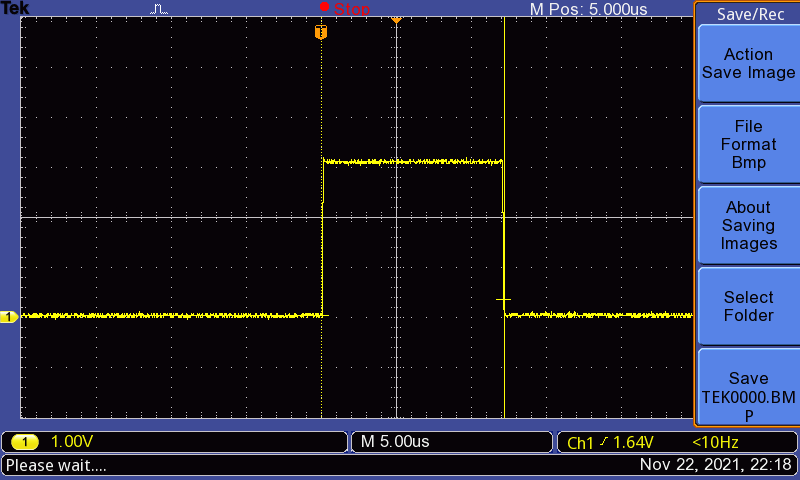 Tek
Stop
M Pos: 5.000us
T
Save/Rec
Action
Save Image
File
Format
Bmp
About
Saving
Images
Select
Folder
Save
TEK0000.BM
P
1
1 1.00V
M 5.00us
Ch1 1.64V <10Hz
Please wait....
Nov 22, 2021, 22:18